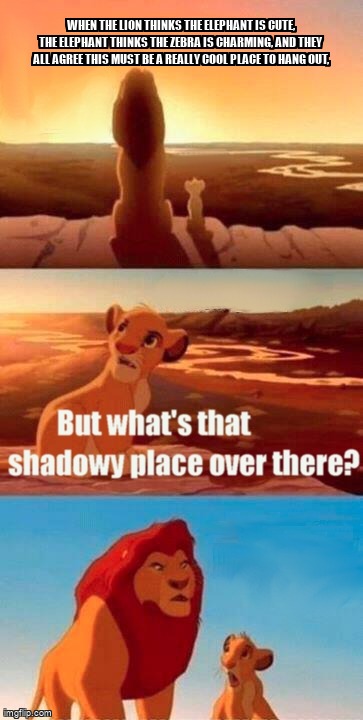 WHEN THE LION THINKS THE ELEPHANT IS CUTE,
THE ELEPHANT THINKS THE ZEBRA IS CHARMING, AND THEY
ALL AGREE THIS MUST BE A REALLY COOL PLACE TO HANG OUT,
But what's that
shadowy place over there?
imgflip.com